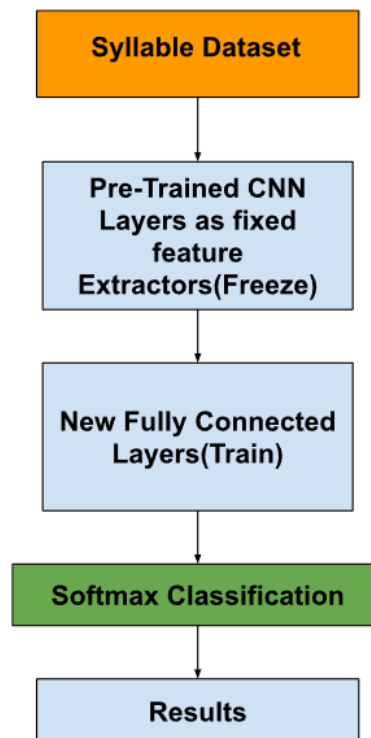 Syllable Dataset
Pre-Trained CNN
Layers as fixed
feature
Extractors(Freeze)
New Fully Connected
Layers(Train)
Softmax Classification
Results